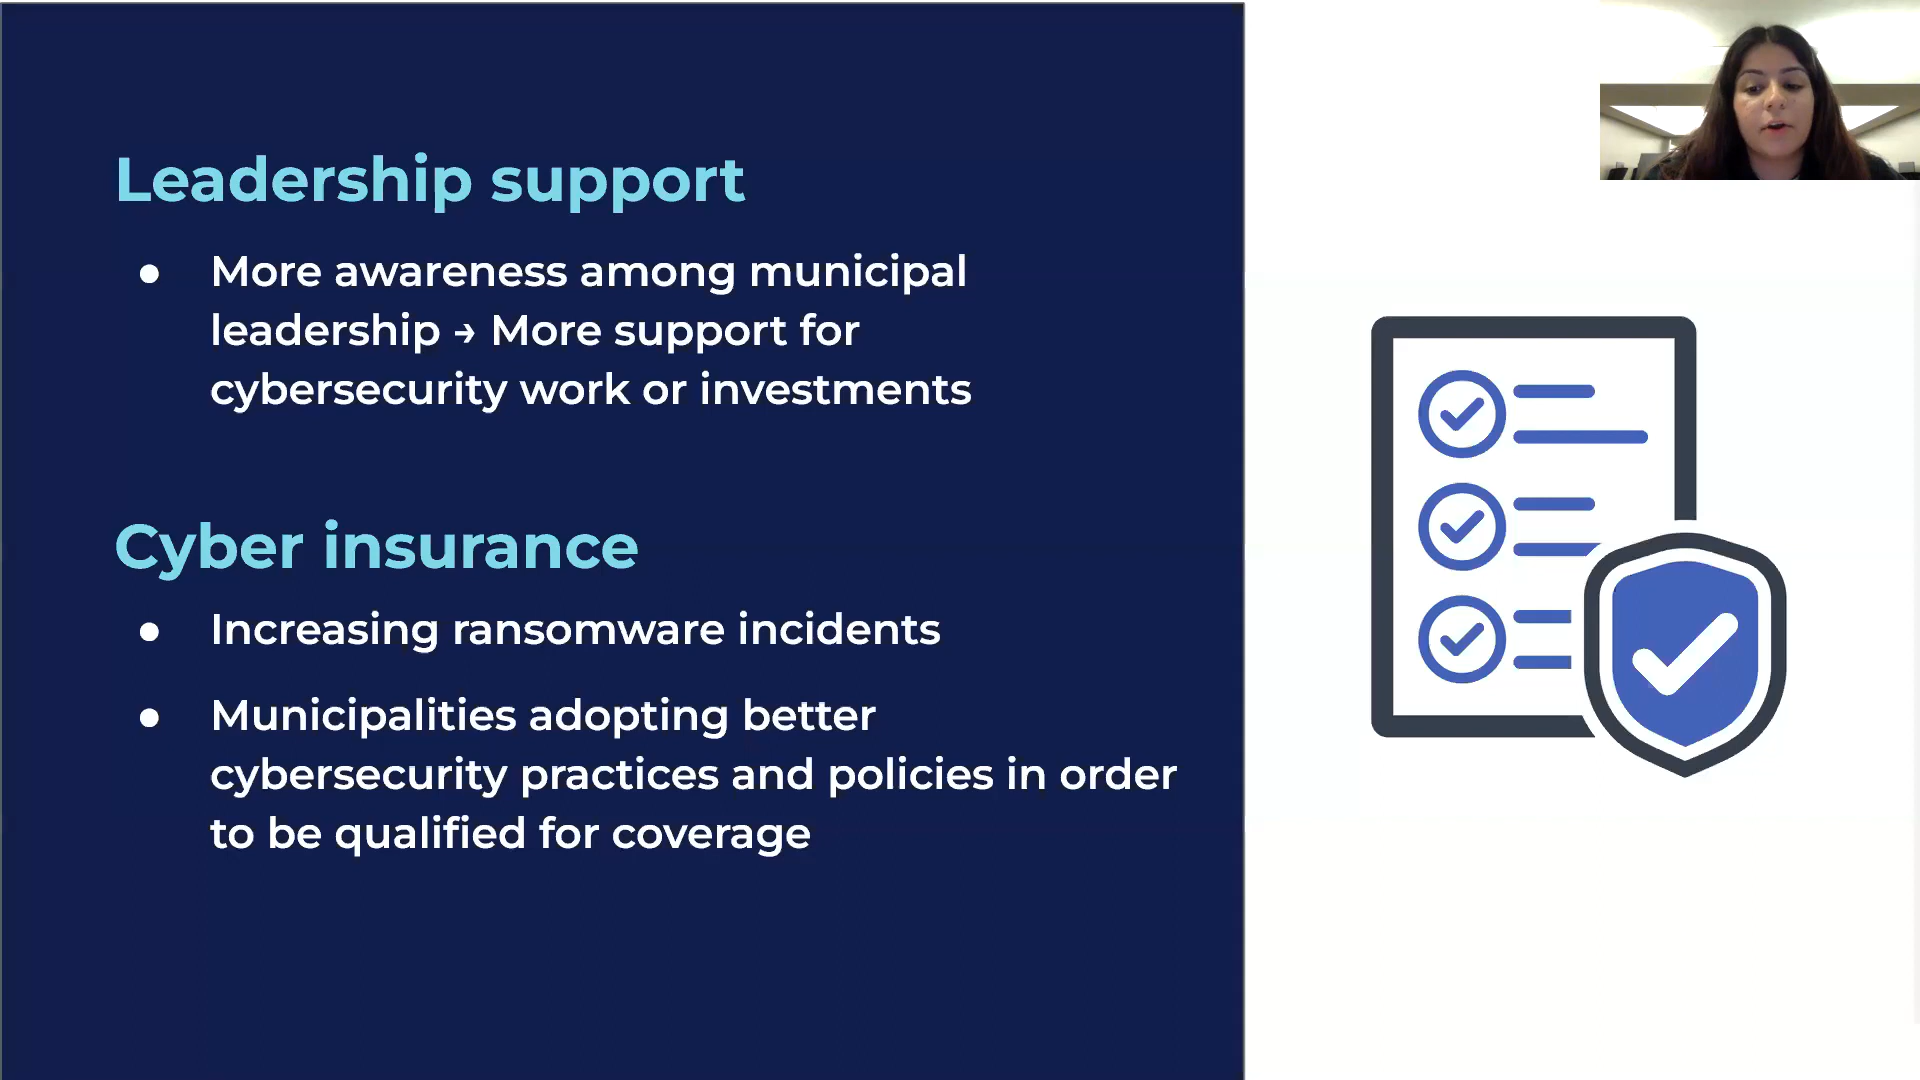 Leadership support
● More awareness among municipal
leadership → More support for
cybersecurity work or investments
Cyber insurance
● Increasing ransomware incidents
● Municipalities adopting better
cybersecurity practices and policies in order
to be qualified for coverage